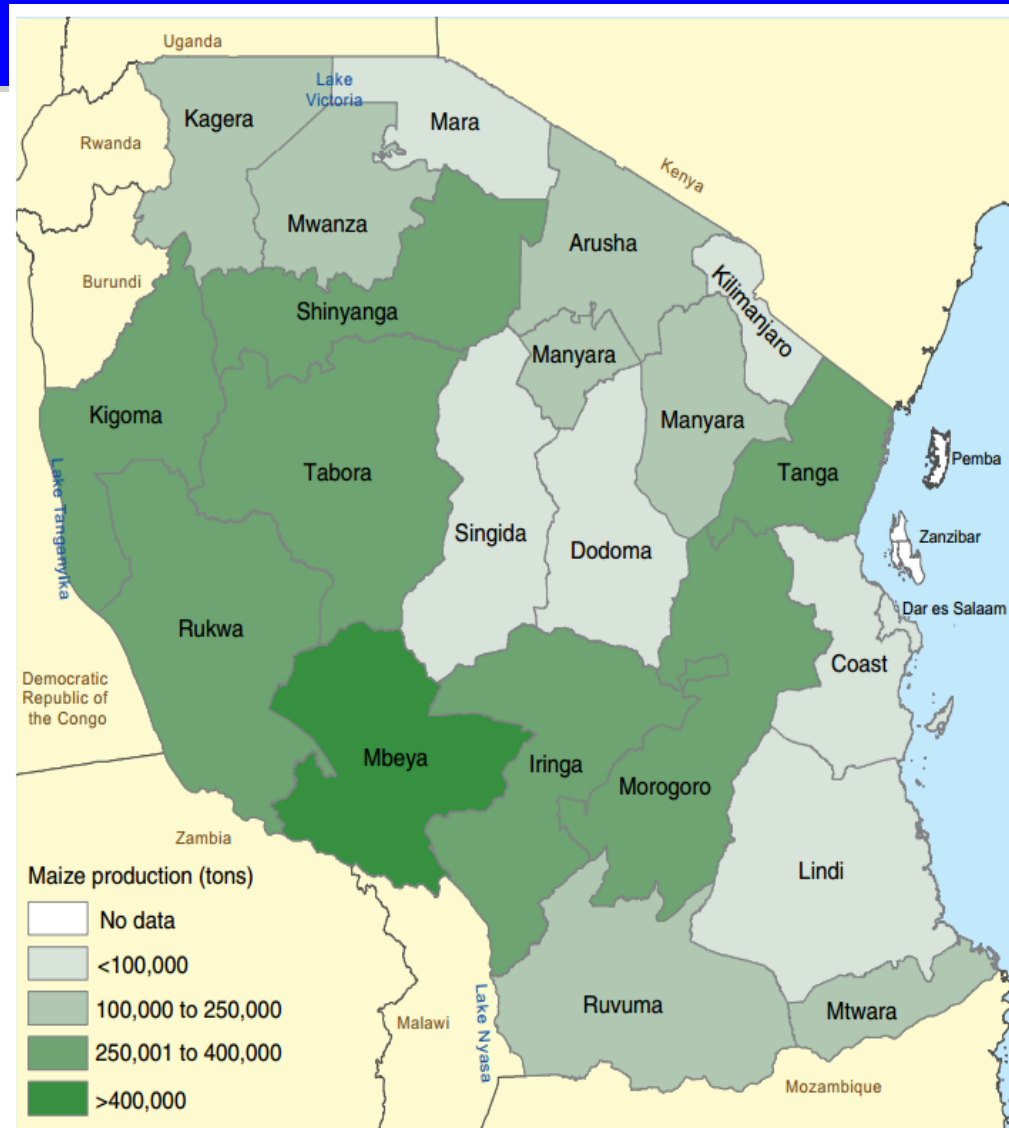 Uganda
Lake
Victoria
Kagera
Mara
Rwanda
Kenya
Mwanza
Arusha
Burundi
Kilimanjaro
Shinyanga
Manyara
Kigoma
Manyara
Tabora
Tanga
Pemba
Lake Tanganyika
Singida
Zanzibar
Dodoma
Dar es Salaam
Rukwa
Coast
Democratic
Republic of
the Congo
Mbeya
Iringa
Morogoro
Zambia
Lindi
Maize production (tons)
No data
<100,000
100,000 to 250,000
250,001 to 400,000
>400,000
Ruvuma
Mtwara
Malawi
Lake Nyasa
Mozambique